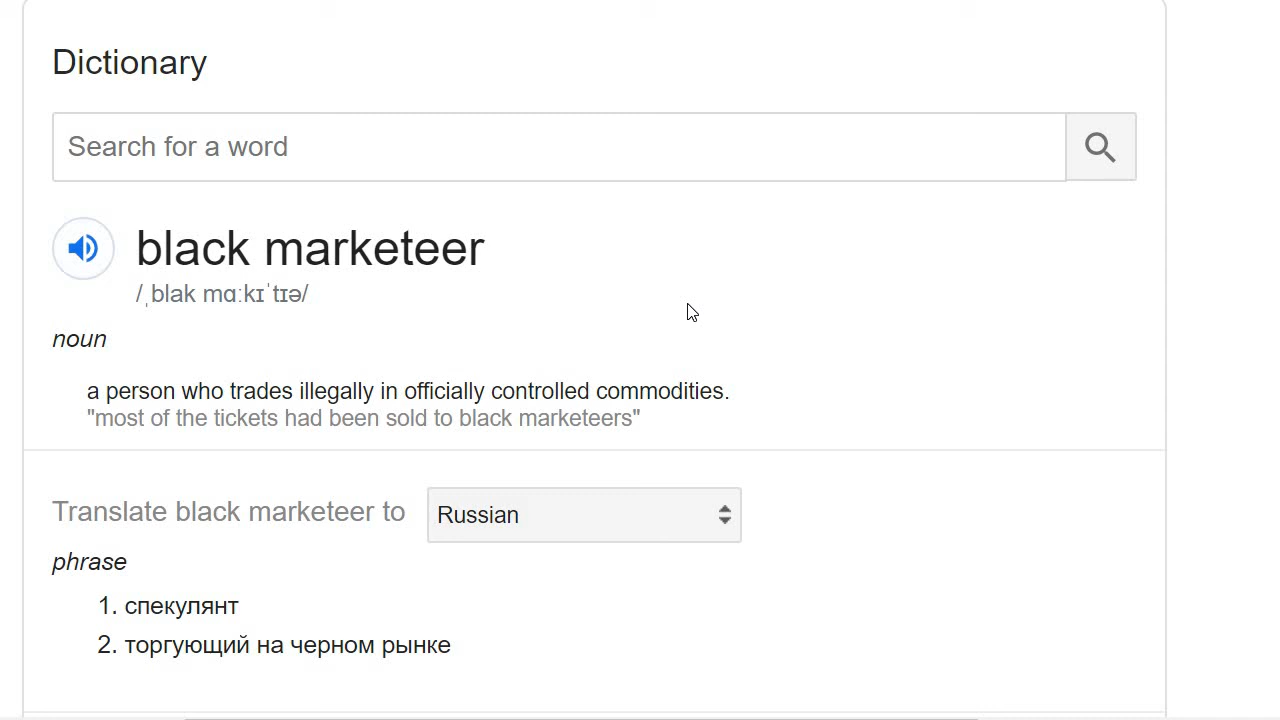 Dictionary
Search for a word
black marketeer
/ˌblak mɑːkɪˈtɪə/
noun
a person who trades illegally in officially controlled commodities.
"most of the tickets had been sold to black marketeers"
Translate black marketeer to Russian
phrase
1. спекулянт
2. торгующий на черном рынке